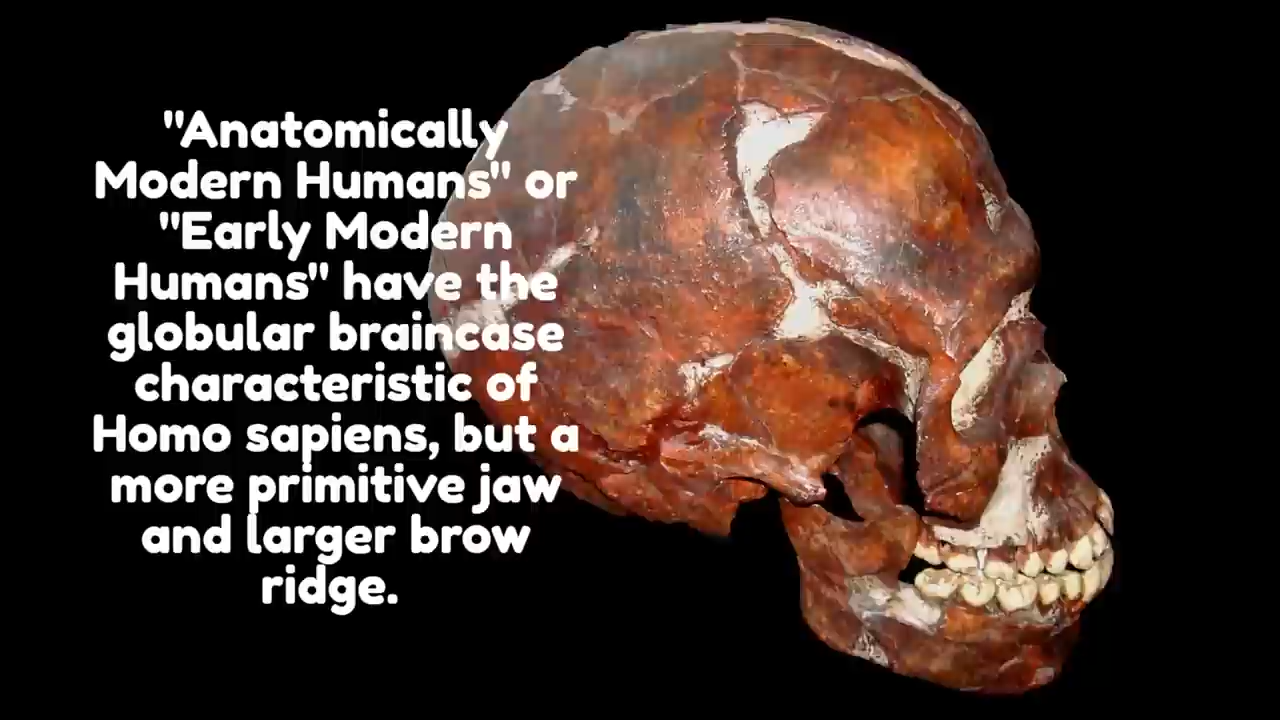 "Anatomically
Modern Humans" or
"Early Modern
Humans" have the
globular braincase
characteristic of
Homo sapiens, but a
more primitive jaw
and larger brow
ridge.